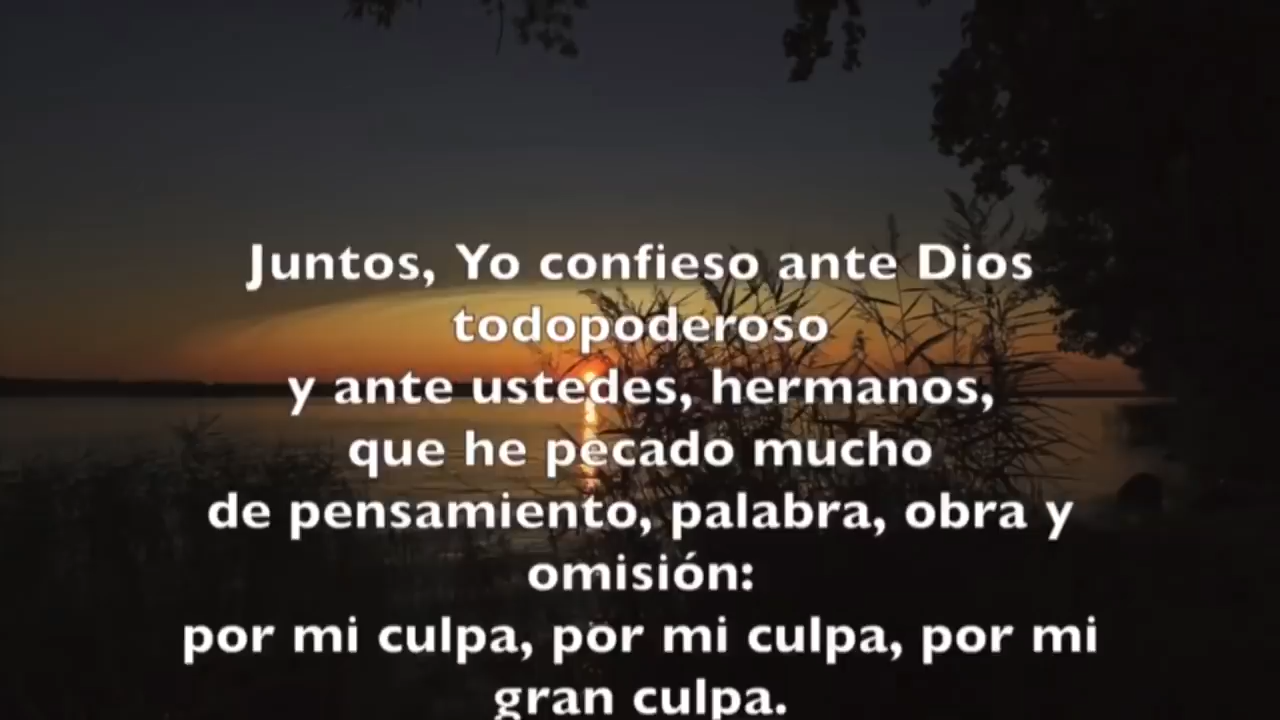 Juntos, Yo confieso ante Dios
todopoderoso
y ante ustedes, hermanos,
que he pecado mucho
de pensamiento, palabra, obra y
omisión:
por mi culpa, por mi culpa, por mi
gran culpa.